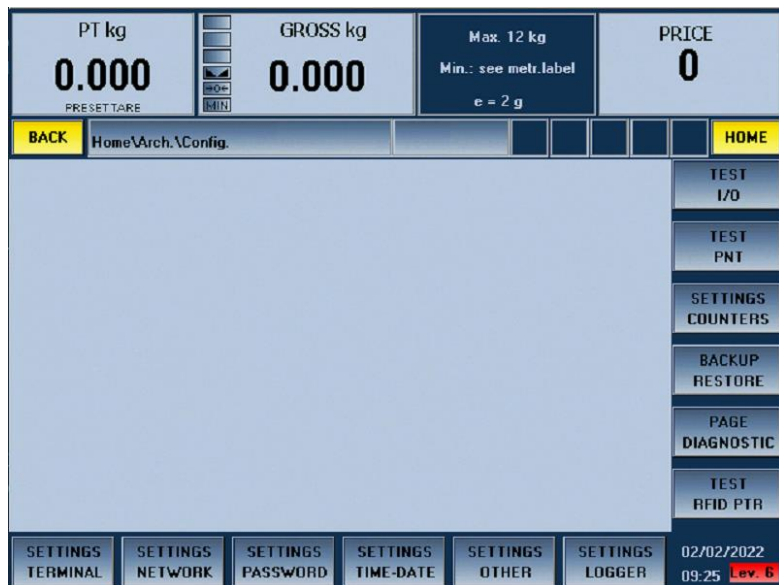 PT kg
0.000
PRESET TARE
→0←
MIN
GROSS kg
0.000
Max. 12 kg
Min.: see metr.label
e = 2 g
PRICE
0
BACK
Home\Arch.\Config.
HOME
TEST
I/O
TEST
PNT
SETTINGS
COUNTERS
BACKUP
RESTORE
PAGE
DIAGNOSTIC
TEST
RFID PTR
SETTINGS
TERMINAL
SETTINGS
NETWORK
SETTINGS
PASSWORD
SETTINGS
TIME-DATE
SETTINGS
OTHER
SETTINGS
LOGGER
02/02/2022
09:25 Lev. 6